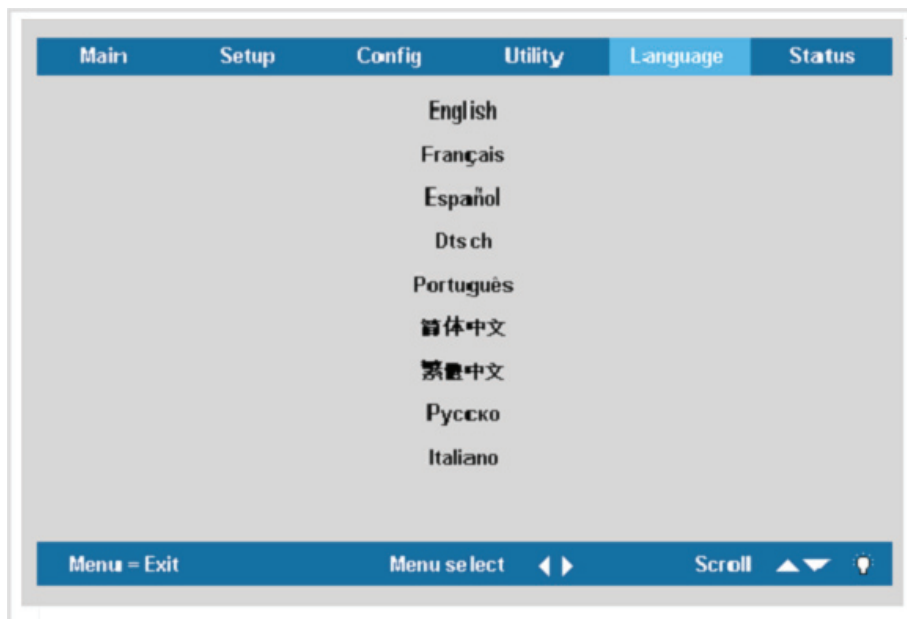 Main Setup Config Utility Language Status
English
Français
Español
Dtsch
Português
简体中文
繁體中文
Русско
Italiano
Menu = Exit Menu select Scroll